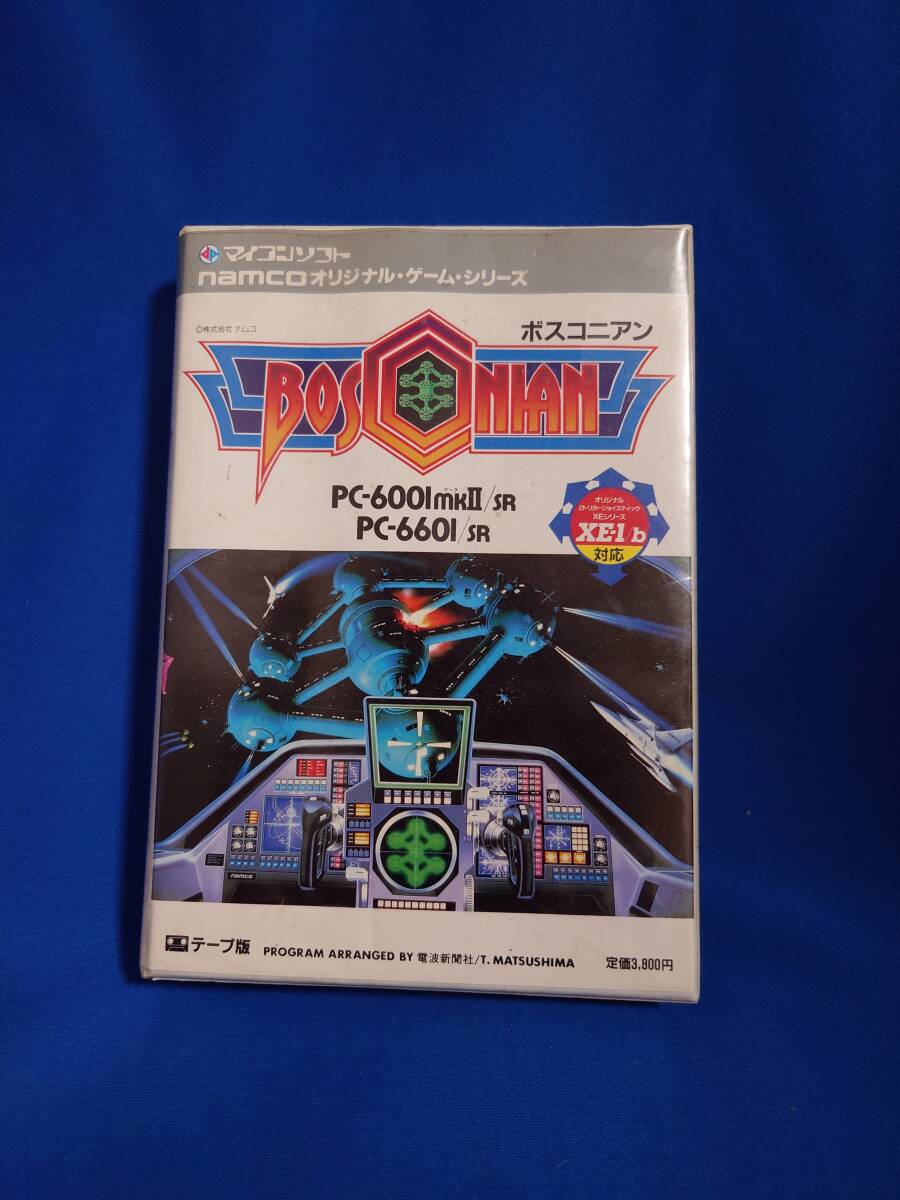 マイコンソフト
namcoオリジナル・ゲーム・シリーズ
©株式会社 ナムコ
ボスコニアン
BOSCONIAN
マーク
PC-6001mkII/SR
PC-6601/SR
オリジナル
2トリガージョイスティック
XEシリーズ
XE-1/b
対応
namco
テープ版
PROGRAM ARRANGED BY 電波新聞社/T. MATSUSHIMA
定価3,800円